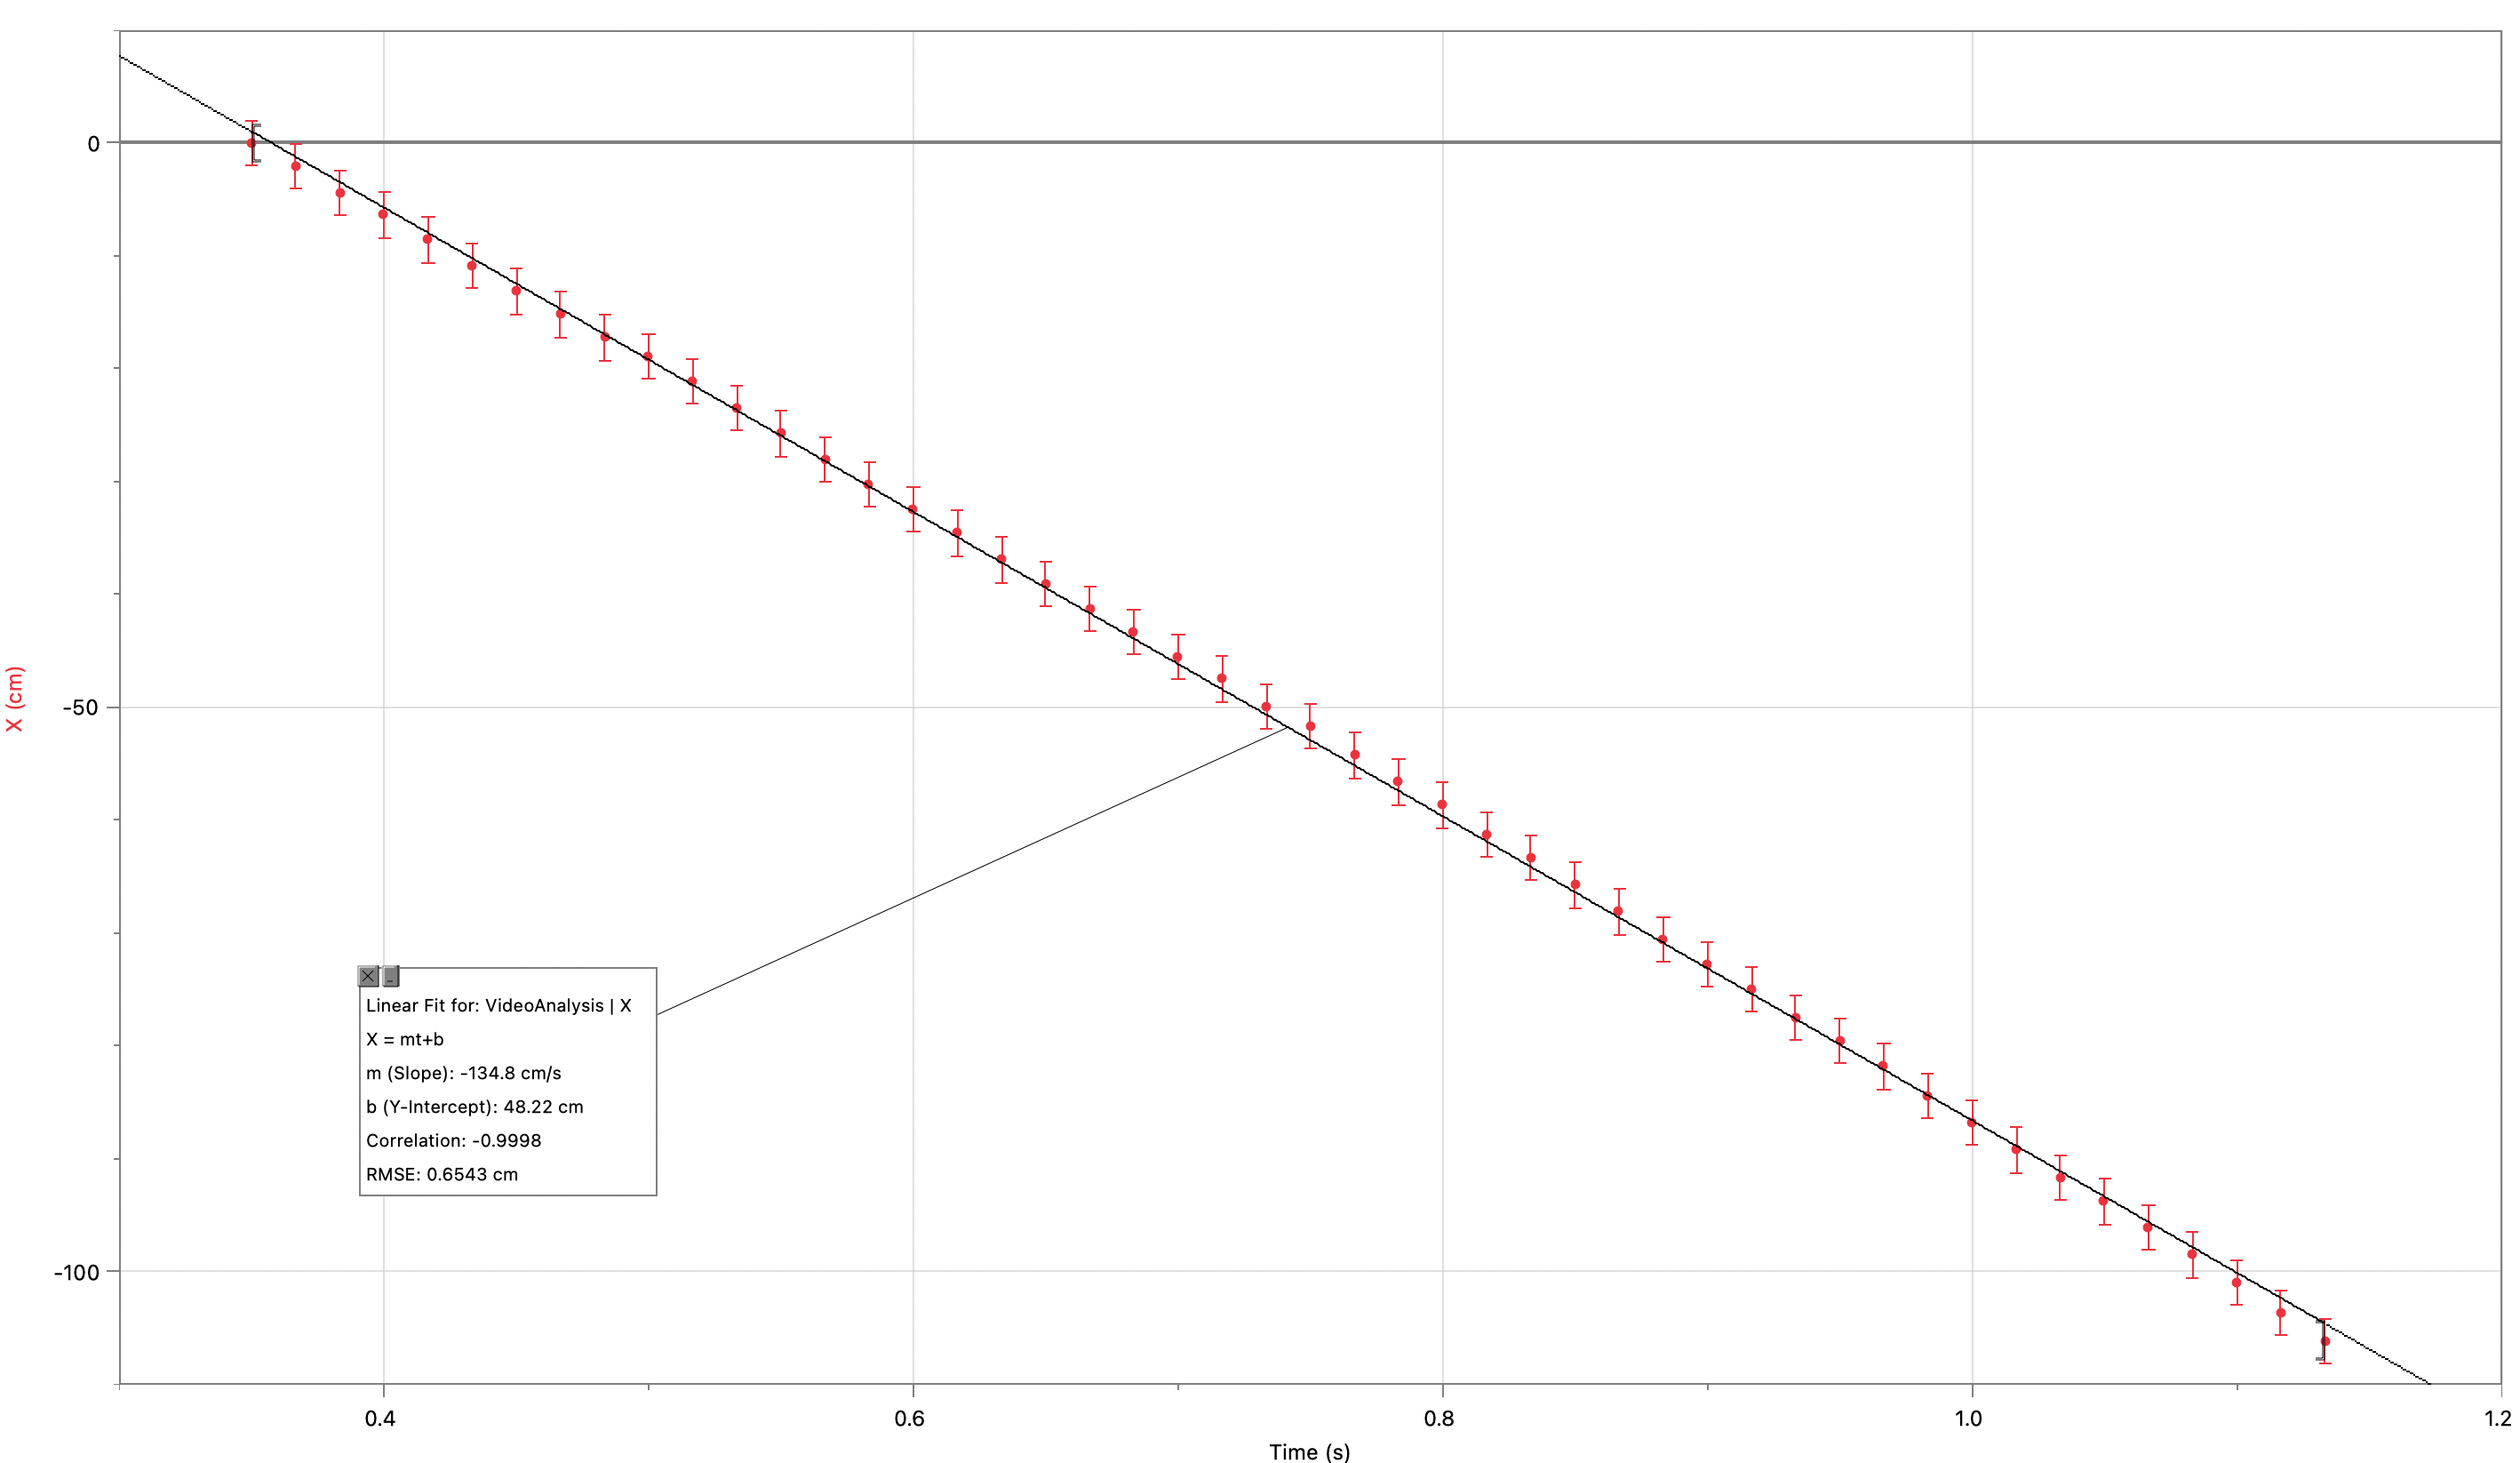 0
-50
-100
X (cm)
Linear Fit for: VideoAnalysis | X
X = mt+b
m (Slope): -134.8 cm/s
b (Y-Intercept): 48.22 cm
Correlation: -0.9998
RMSE: 0.6543 cm
0.4 0.6 0.8 1.0 1.2
Time (s)